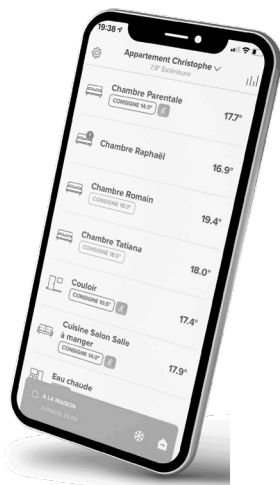 19:38
Appartement Christophe
7.9° Extérieure
Chambre Parentale
CONSIGNE 14.0°
17.7°
Chambre Raphaël
16.9°
Chambre Romain
CONSIGNE 18.0°
19.4°
Chambre Tatiana
CONSIGNE 18.5°
18.0°
Couloir
CONSIGNE 10.5°
17.4°
Cuisine Salon Salle
à manger
CONSIGNE 14.0°
17.9°
Eau chaude
À LA MAISON